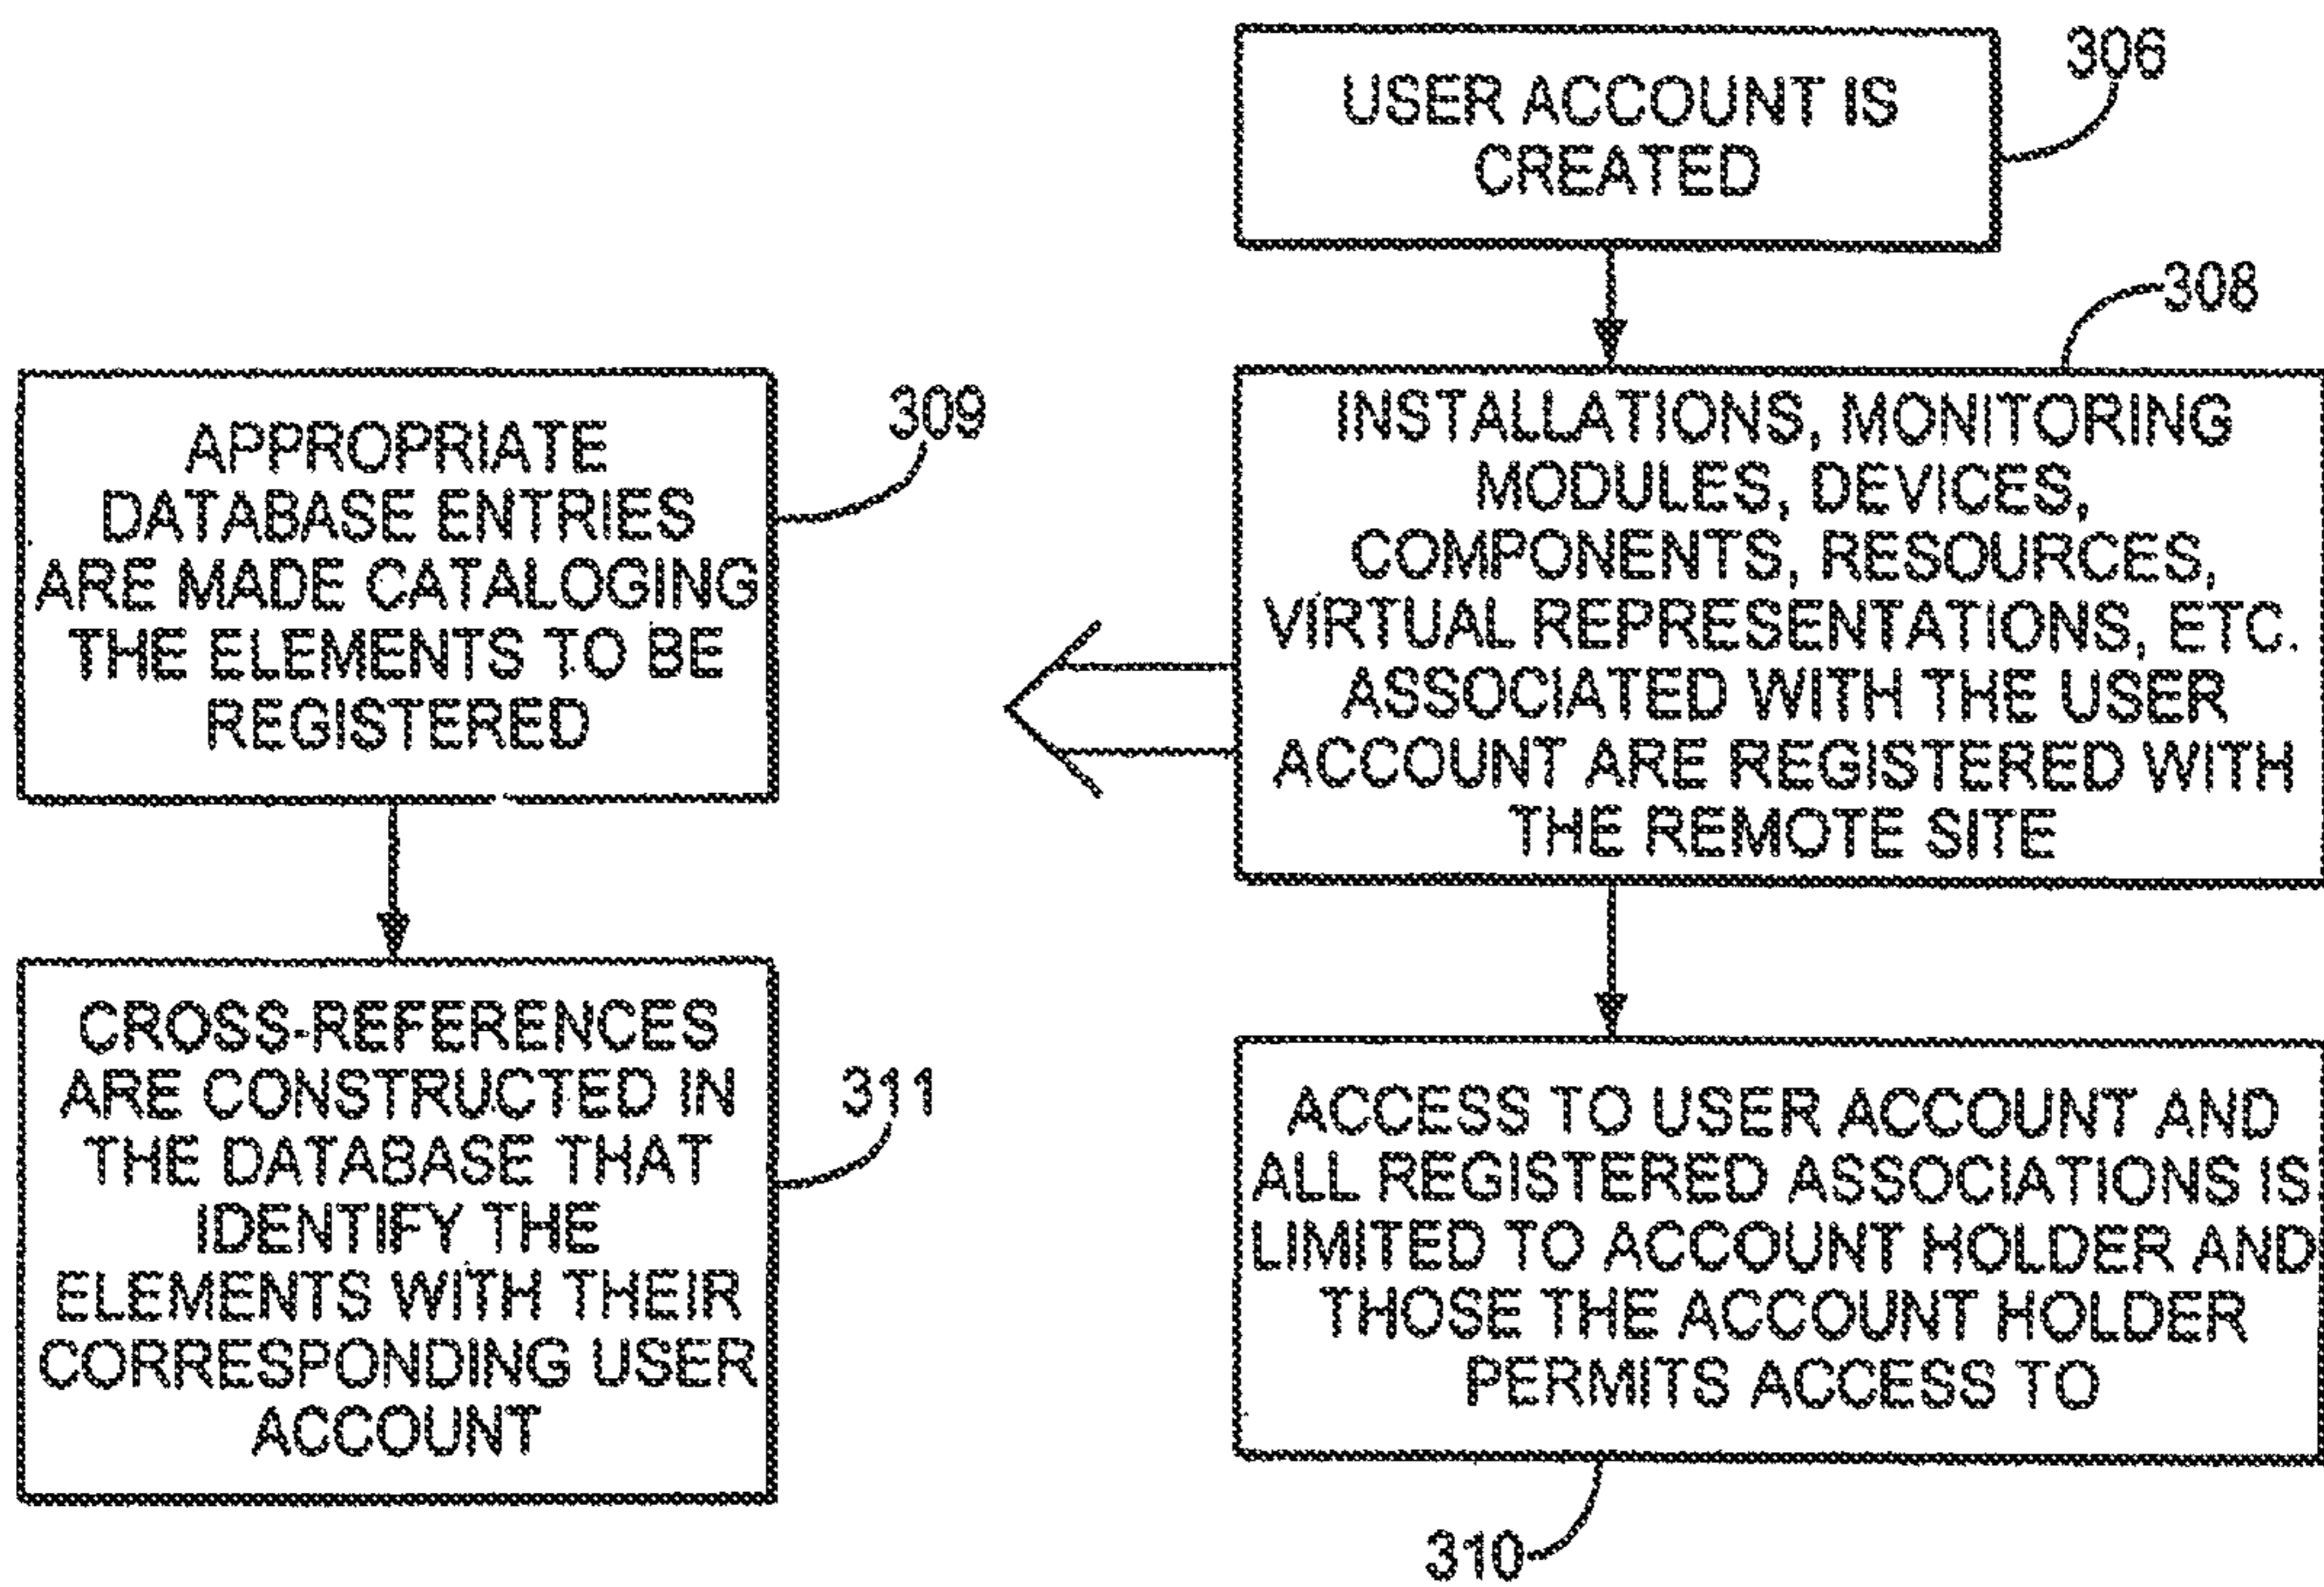 306
USER ACCOUNT IS
CREATED
308
INSTALLATIONS, MONITORING
MODULES, DEVICES,
COMPONENTS, RESOURCES,
VIRTUAL REPRESENTATIONS, ETC.
ASSOCIATED WITH THE USER
ACCOUNT ARE REGISTERED WITH
THE REMOTE SITE
309
APPROPRIATE
DATABASE ENTRIES
ARE MADE CATALOGING
THE ELEMENTS TO BE
REGISTERED
311
CROSS-REFERENCES
ARE CONSTRUCTED IN
THE DATABASE THAT
IDENTIFY THE
ELEMENTS WITH THEIR
CORRESPONDING USER
ACCOUNT
ACCESS TO USER ACCOUNT AND
ALL REGISTERED ASSOCIATIONS IS
LIMITED TO ACCOUNT HOLDER AND
THOSE THE ACCOUNT HOLDER
PERMITS ACCESS TO
310